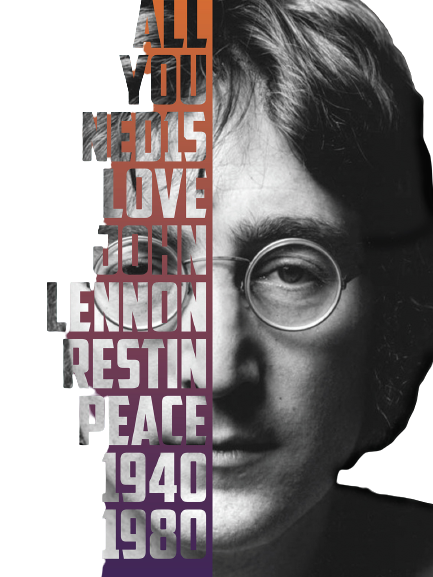 ALL
YOU
NEDIS
LOVE
JOHN
LENNON
RESTIN
PEACE
1940
1980